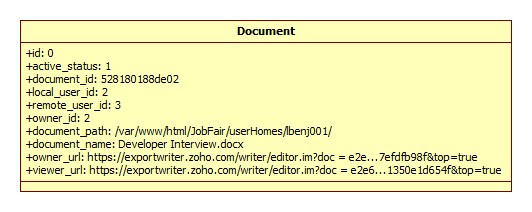 Document
+id: 0
+active_status: 1
+document_id: 528180188de02
+local_user_id: 2
+remote_user_id: 3
+owner_id: 2
+document_path: /var/www/html/JobFair/userHomes/lbenj001/
+document_name: Developer Interview.docx
+owner_url: https://exportwriter.zoho.com/writer/editor.im?doc = e2e...7efdfb98f&top=true
+viewer_url: https://exportwriter.zoho.com/writer/editor.im?doc = e2e6...1350e1d654f&top=true